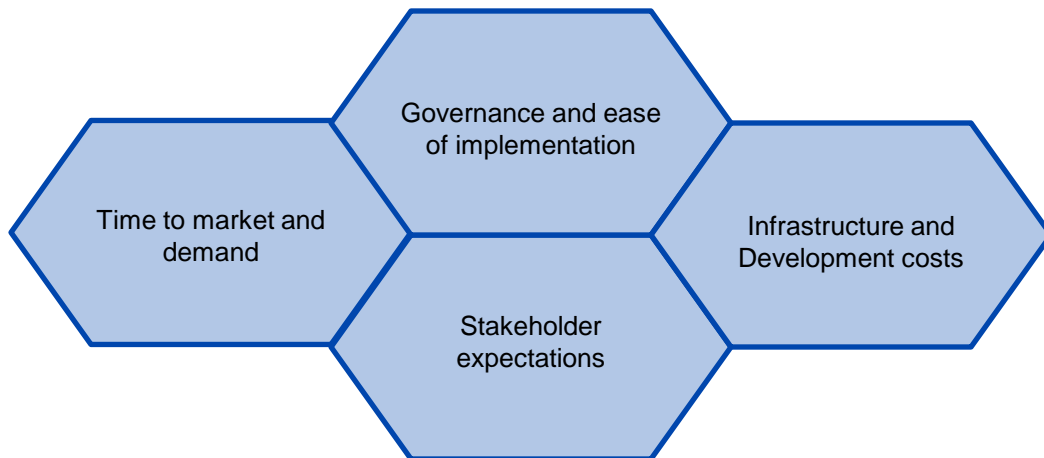 Governance and ease
of implementation
Time to market and
demand
Infrastructure and
Development costs
Stakeholder
expectations